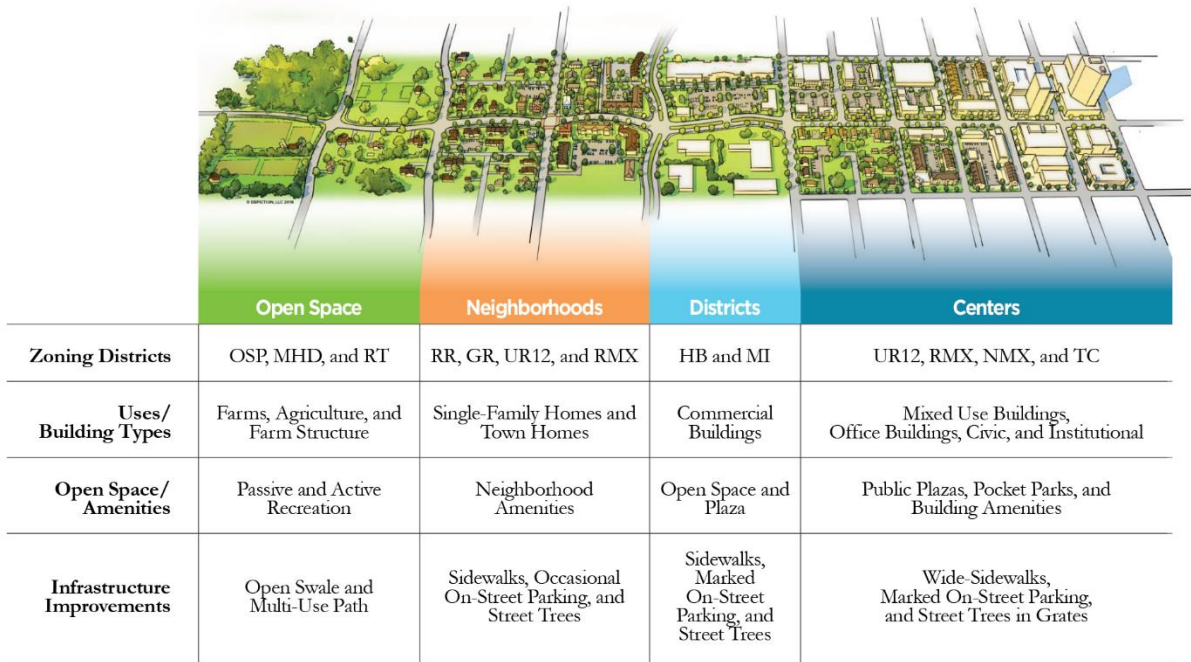 © DEPICTION, LLC 2018
Open Space
Neighborhoods
Districts
Centers
Zoning Districts
OSP, MHD, and RT
RR, GR, UR12, and RMX
HB and MI
UR12, RMX, NMX, and TC
Uses/
Building Types
Farms, Agriculture, and
Farm Structure
Single-Family Homes and
Town Homes
Commercial
Buildings
Mixed Use Buildings,
Office Buildings, Civic, and Institutional
Open Space/
Amenities
Passive and Active
Recreation
Neighborhood
Amenities
Open Space and
Plaza
Public Plazas, Pocket Parks, and
Building Amenities
Infrastructure
Improvements
Open Swale and
Multi-Use Path
Sidewalks, Occasional
On-Street Parking, and
Street Trees
Sidewalks,
Marked
On-Street
Parking, and
Street Trees
Wide-Sidewalks,
Marked On-Street Parking,
and Street Trees in Grates